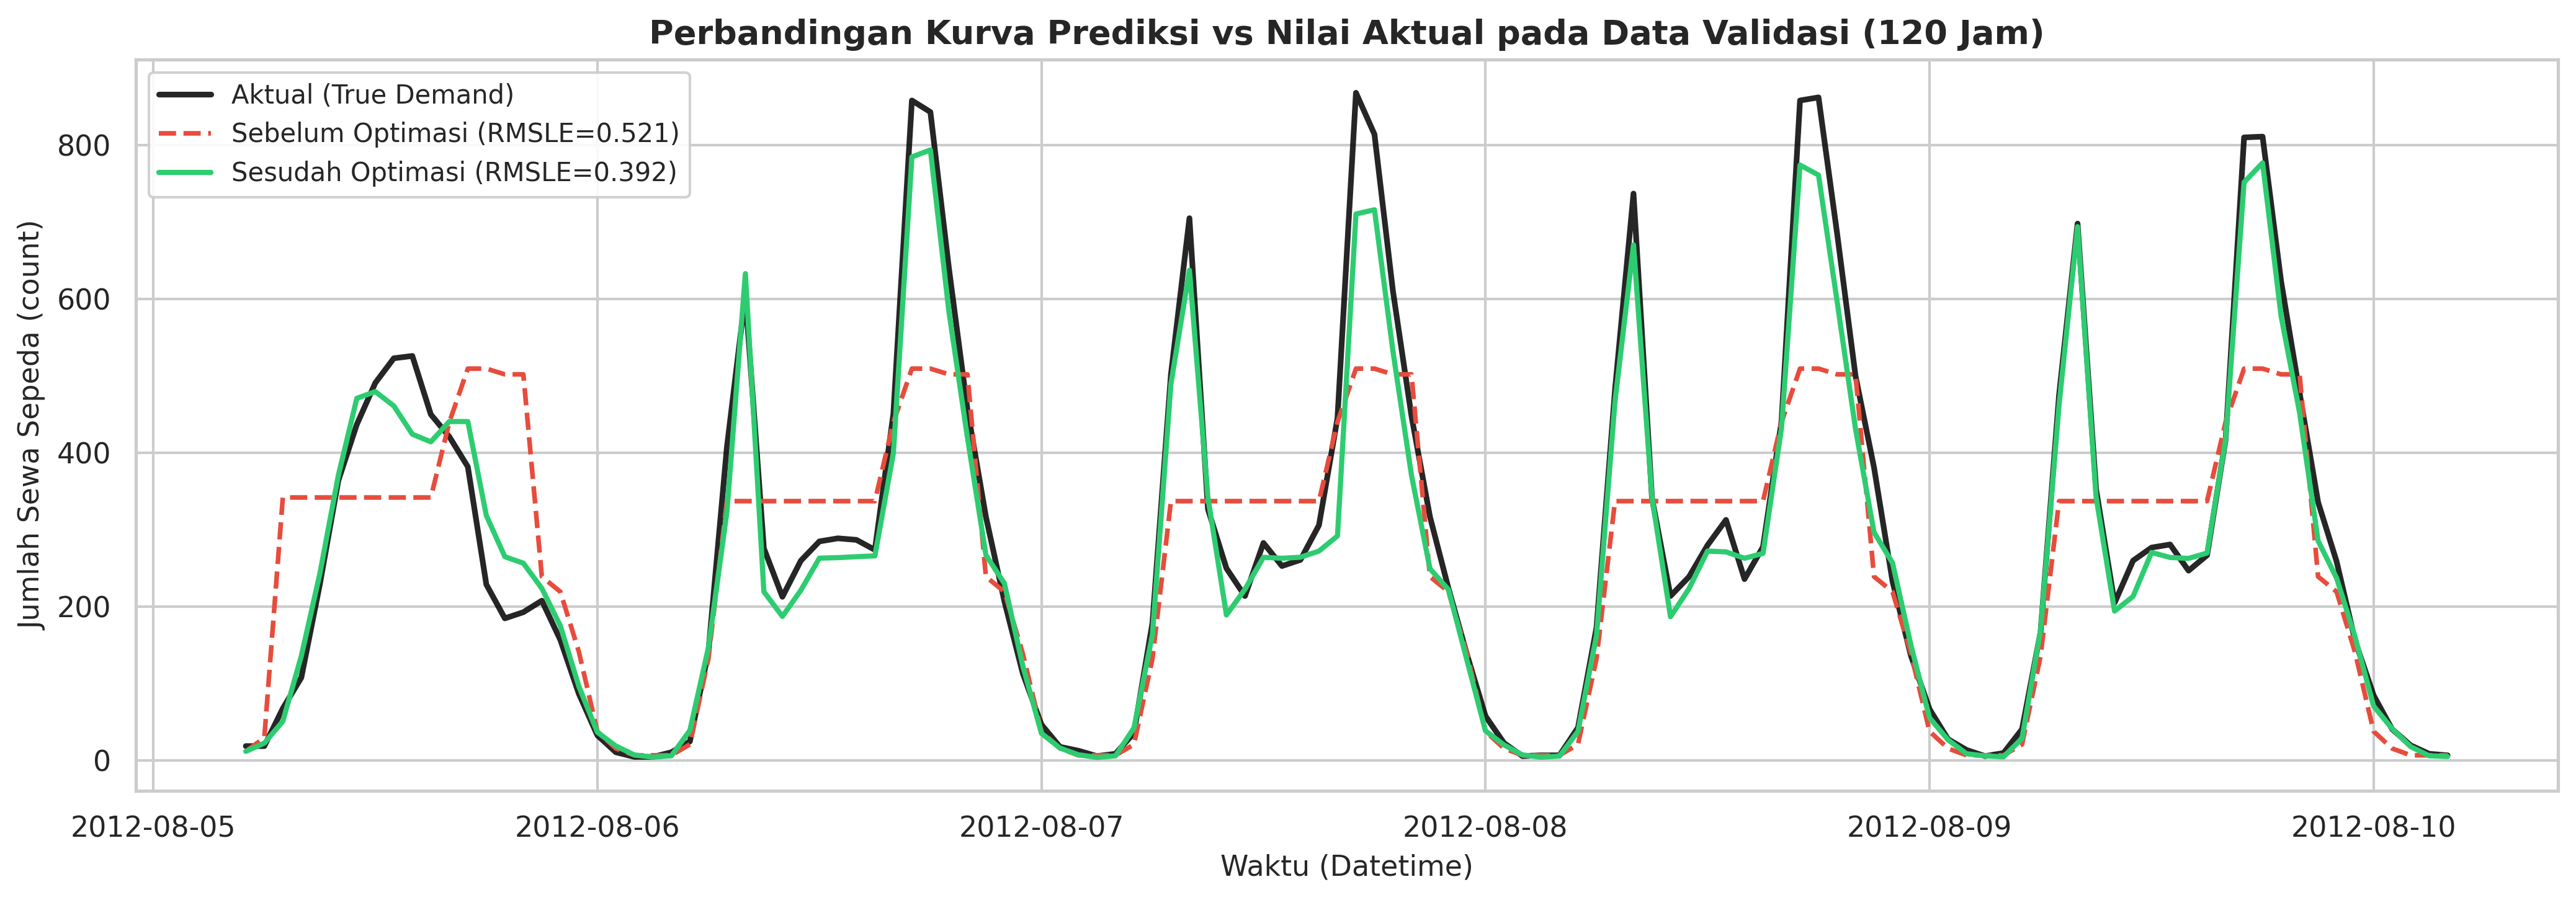 Perbandingan Kurva Prediksi vs Nilai Aktual pada Data Validasi (120 Jam)
Aktual (True Demand)
Sebelum Optimasi (RMSLE=0.521)
Sesudah Optimasi (RMSLE=0.392)
Jumlah Sewa Sepeda (count)
800
600
400
200
0
2012-08-05
2012-08-06
2012-08-07
2012-08-08
2012-08-09
2012-08-10
Waktu (Datetime)